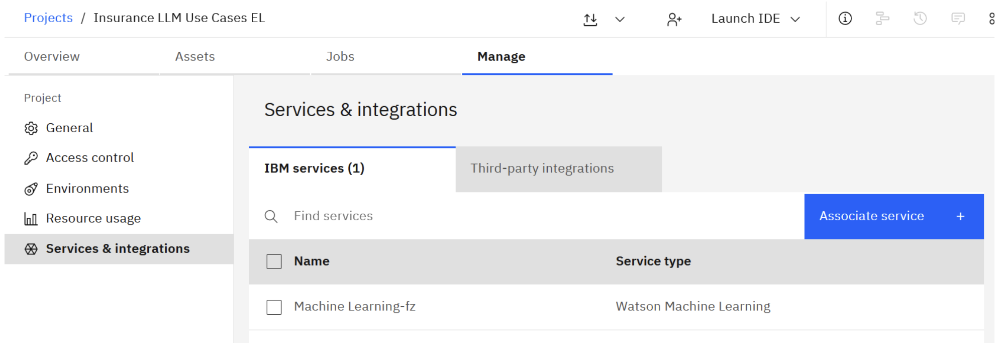 Projects / Insurance LLM Use Cases EL
Launch IDE
Overview
Assets
Jobs
Manage
Project
General
Access control
Environments
Resource usage
Services & integrations
Services & integrations
IBM services (1)
Third-party integrations
Find services
Associate service +
Name
Service type
Machine Learning-fz
Watson Machine Learning